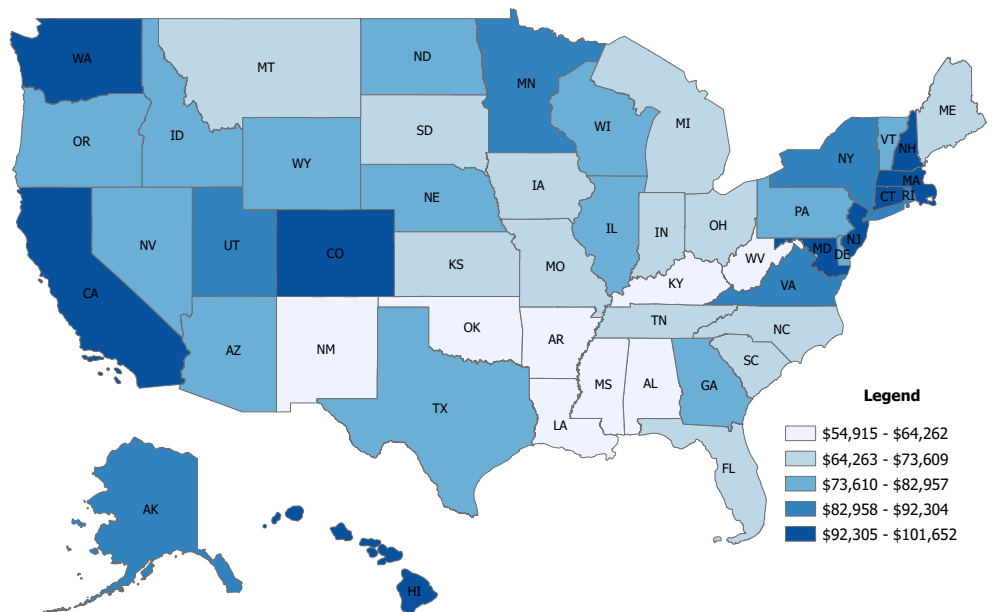 WA
MT
ND
MN
ME
OR
ID
SD
WI
MI
VT
NH
NY
WY
IA
MA
NE
CT
RI
PA
NV
UT
IL
IN
OH
NJ
CO
MD
DE
WV
KS
MO
CA
KY
VA
TN
NC
OK
AR
AZ
NM
SC
MS
AL
GA
TX
LA
FL
AK
HI
Legend
$54,915 - $64,262
$64,263 - $73,609
$73,610 - $82,957
$82,958 - $92,304
$92,305 - $101,652